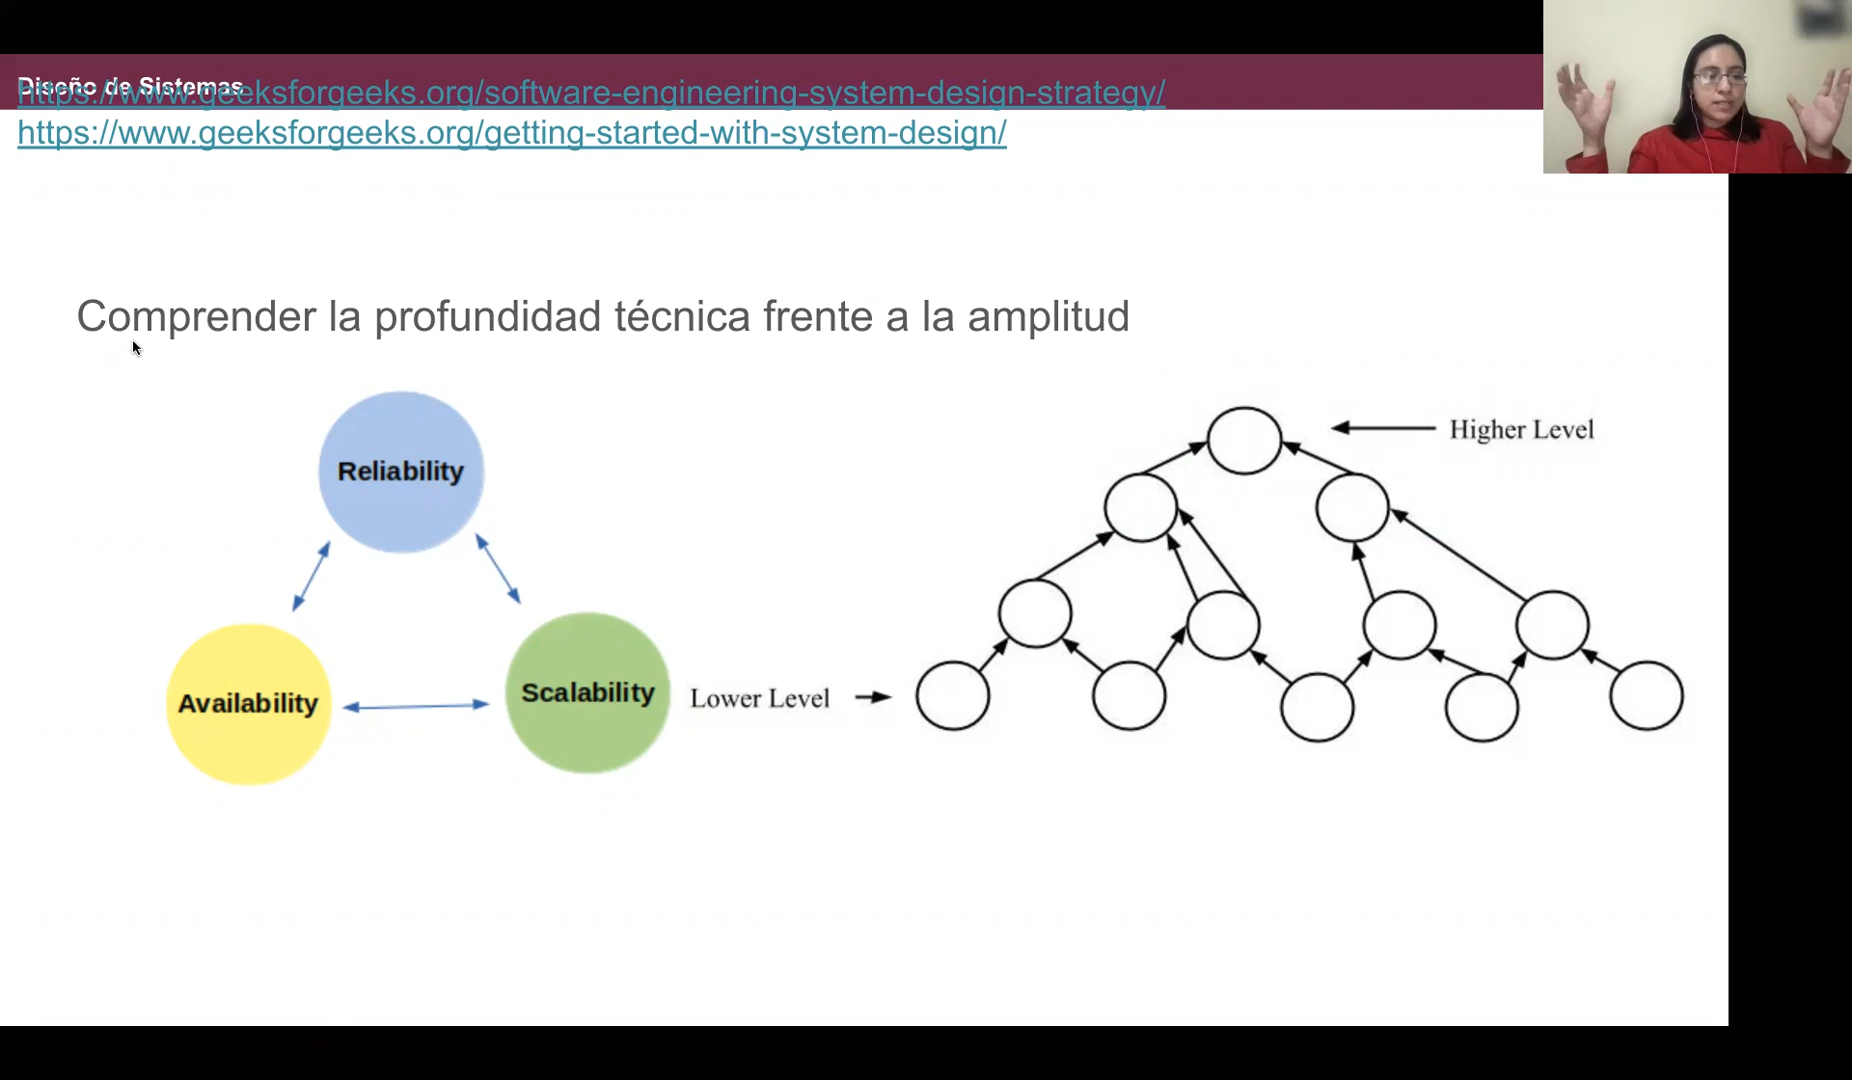 Diseño de Sistemas
https://www.geeksforgeeks.org/software-engineering-system-design-strategy/
https://www.geeksforgeeks.org/getting-started-with-system-design/
Comprender la profundidad técnica frente a la amplitud
Reliability
Availability
Scalability
Higher Level
Lower Level